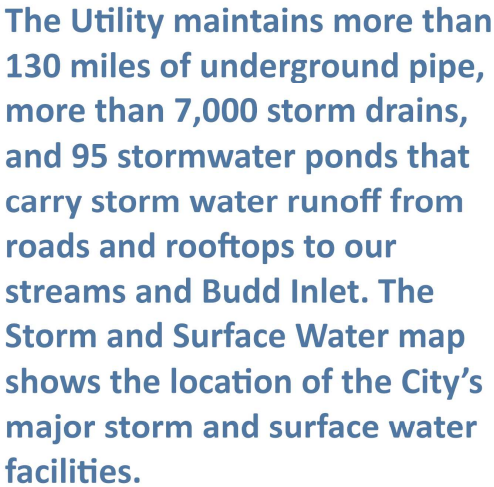 The Utility maintains more than
130 miles of underground pipe,
more than 7,000 storm drains,
and 95 stormwater ponds that
carry storm water runoff from
roads and rooftops to our
streams and Budd Inlet. The
Storm and Surface Water map
shows the location of the City’s
major storm and surface water
facilities.